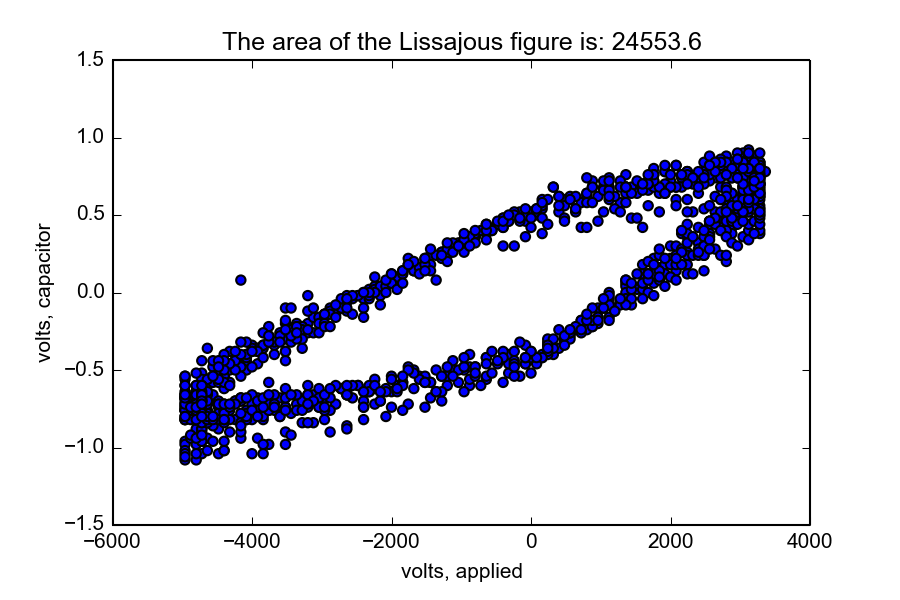 The area of the Lissajous figure is: 24553.6
1.5
1.0
0.5
0.0
−0.5
−1.0
−1.5
−6000 −4000 −2000 0 2000 4000
volts, capacitor
volts, applied